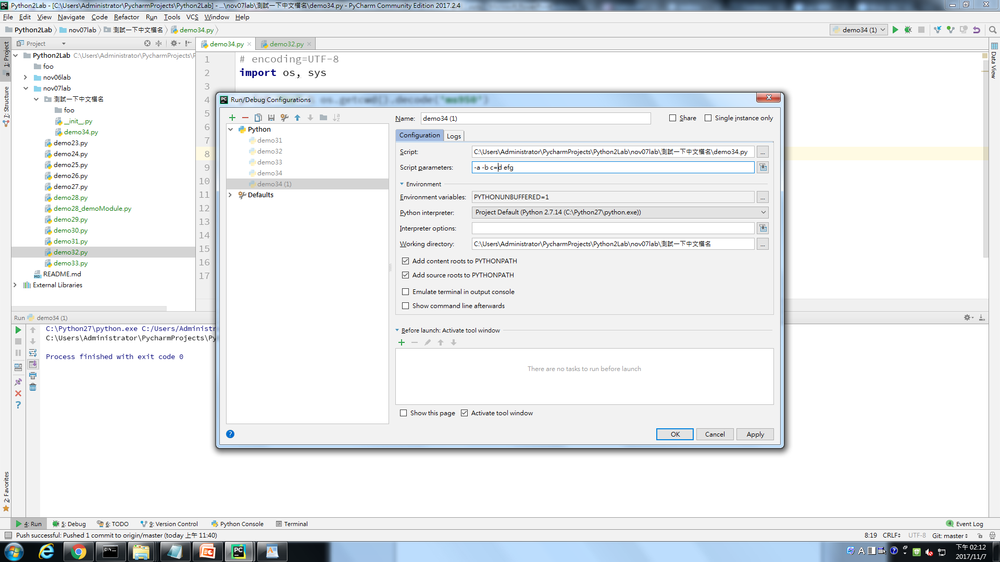 Python2Lab - [C:\Users\Administrator\PycharmProjects\Python2Lab] - ...\nov07lab\測試一下中文檔名\demo34.py - PyCharm Community Edition 2017.2.4
File Edit View Navigate Code Refactor Run Tools VCS Window Help
Python2Lab nov07lab 測試一下中文檔名 demo34.py
demo34 (1)
Project
demo34.py demo32.py
1: Project
7: Structure
2: Favorites
Data View
Python2Lab C:\Users\Administrator\PycharmProjects\P
foo
nov06lab
nov07lab
測試一下中文檔名
foo
__init__.py
demo34.py
demo23.py
demo24.py
demo25.py
demo26.py
demo27.py
demo28.py
demo28_demoModule.py
demo29.py
demo30.py
demo31.py
demo32.py
demo33.py
README.md
External Libraries
1 # encoding=UTF-8
2 import os, sys
3
4 os.getcwd().decode('ms950')
5
6
7
8
9
10
11
12
13
14
15
16
17
Run/Debug Configurations
Python
demo31
demo32
demo33
demo34
demo34 (1)
Defaults
Name: demo34 (1)
Share Single instance only
Configuration Logs
Script: C:\Users\Administrator\PycharmProjects\Python2Lab\nov07lab\測試一下中文檔名\demo34.py ...
Script parameters: -a -b c=d efg
Environment
Environment variables: PYTHONUNBUFFERED=1 ...
Python interpreter: Project Default (Python 2.7.14 (C:\Python27\python.exe))
Interpreter options:
Working directory: C:\Users\Administrator\PycharmProjects\Python2Lab\nov07lab\測試一下中文檔名 ...
Add content roots to PYTHONPATH
Add source roots to PYTHONPATH
Emulate terminal in output console
Show command line afterwards
Before launch: Activate tool window
There are no tasks to run before launch
Show this page Activate tool window
OK Cancel Apply
Run demo34 (1)
C:\Python27\python.exe C:/Users/Administr
C:\Users\Administrator\PycharmProjects\Py
Process finished with exit code 0
4: Run 5: Debug 6: TODO 9: Version Control Python Console Terminal
4 Event Log
Push successful: Pushed 1 commit to origin/master (today 上午 11:40)
8:19 CRLF UTF-8 Git: master
下午 02:12
2017/11/7